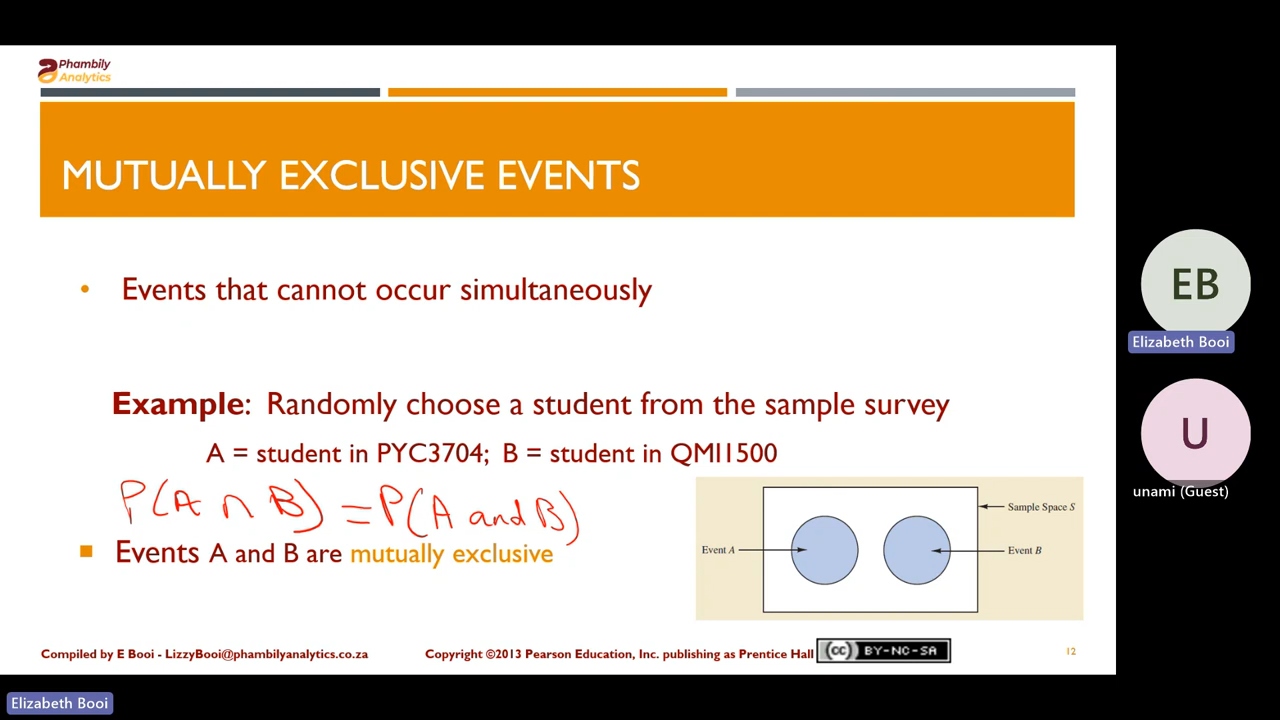 Phambily
Analytics
MUTUALLY EXCLUSIVE EVENTS
• Events that cannot occur simultaneously
Example: Randomly choose a student from the sample survey
A = student in PYC3704; B = student in QMI1500
P(A ∩ B) = P(A and B)
Events A and B are mutually exclusive
Sample Space S
Event A
Event B
Compiled by E Booi - LizzyBooi@phambilyanalytics.co.za
Copyright ©2013 Pearson Education, Inc. publishing as Prentice Hall
(cc) BY-NC-SA
12
EB
Elizabeth Booi
U
unami (Guest)
Elizabeth Booi